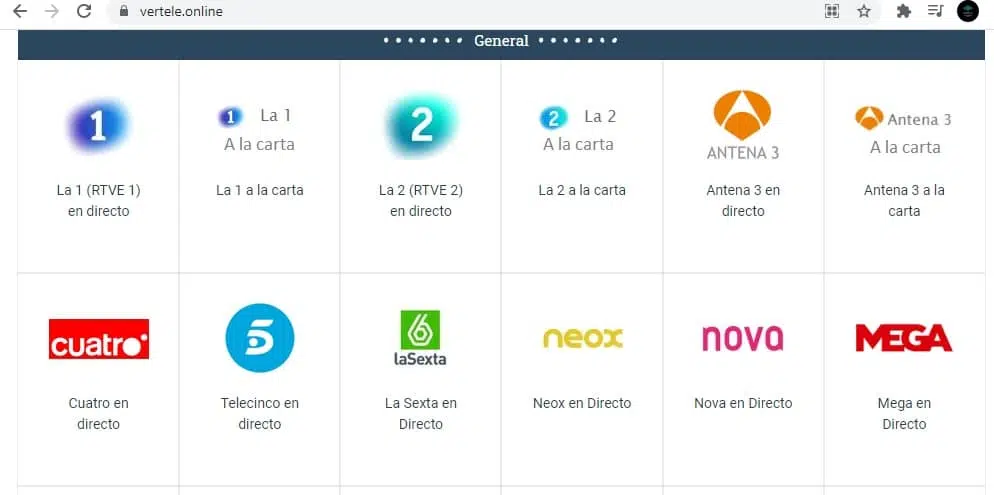 vertele.online
General
1
1 La 1
A la carta
2
2 La 2
A la carta
ANTENA 3
Antena 3
A la carta
La 1 (RTVE 1)
en directo
La 1 a la carta
La 2 (RTVE 2)
en directo
La 2 a la carta
Antena 3 en
directo
Antena 3 a la
carta
cuatro
5
6
laSexta
neox
nova
MEGA
Cuatro en
directo
Telecinco en
directo
La Sexta en
Directo
Neox en Directo
Nova en Directo
Mega en
Directo